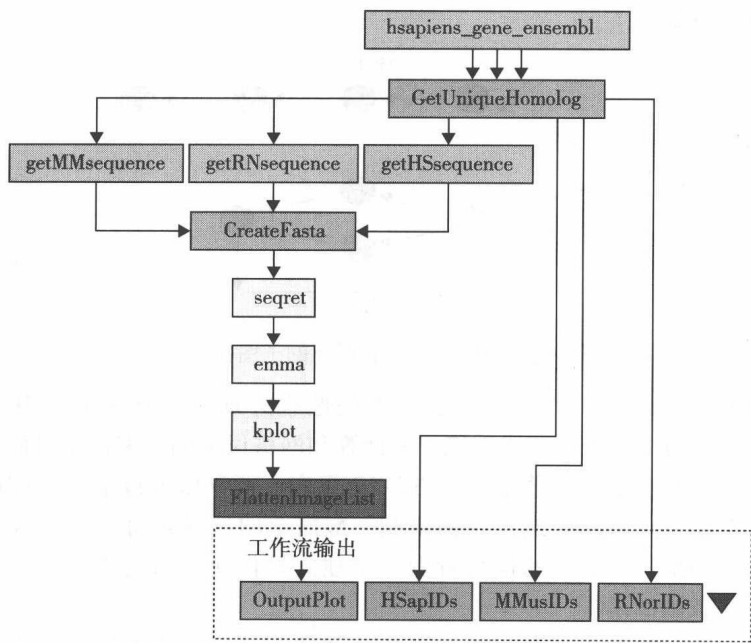 hsapiens_gene_ensembl
GetUniqueHomolog
getMMsequence
getRNsequence
getHSsequence
CreateFasta
seqret
emma
kplot
FlattenImageList
工作流输出
OutputPlot
HSapIDs
MMusIDs
RNorIDs